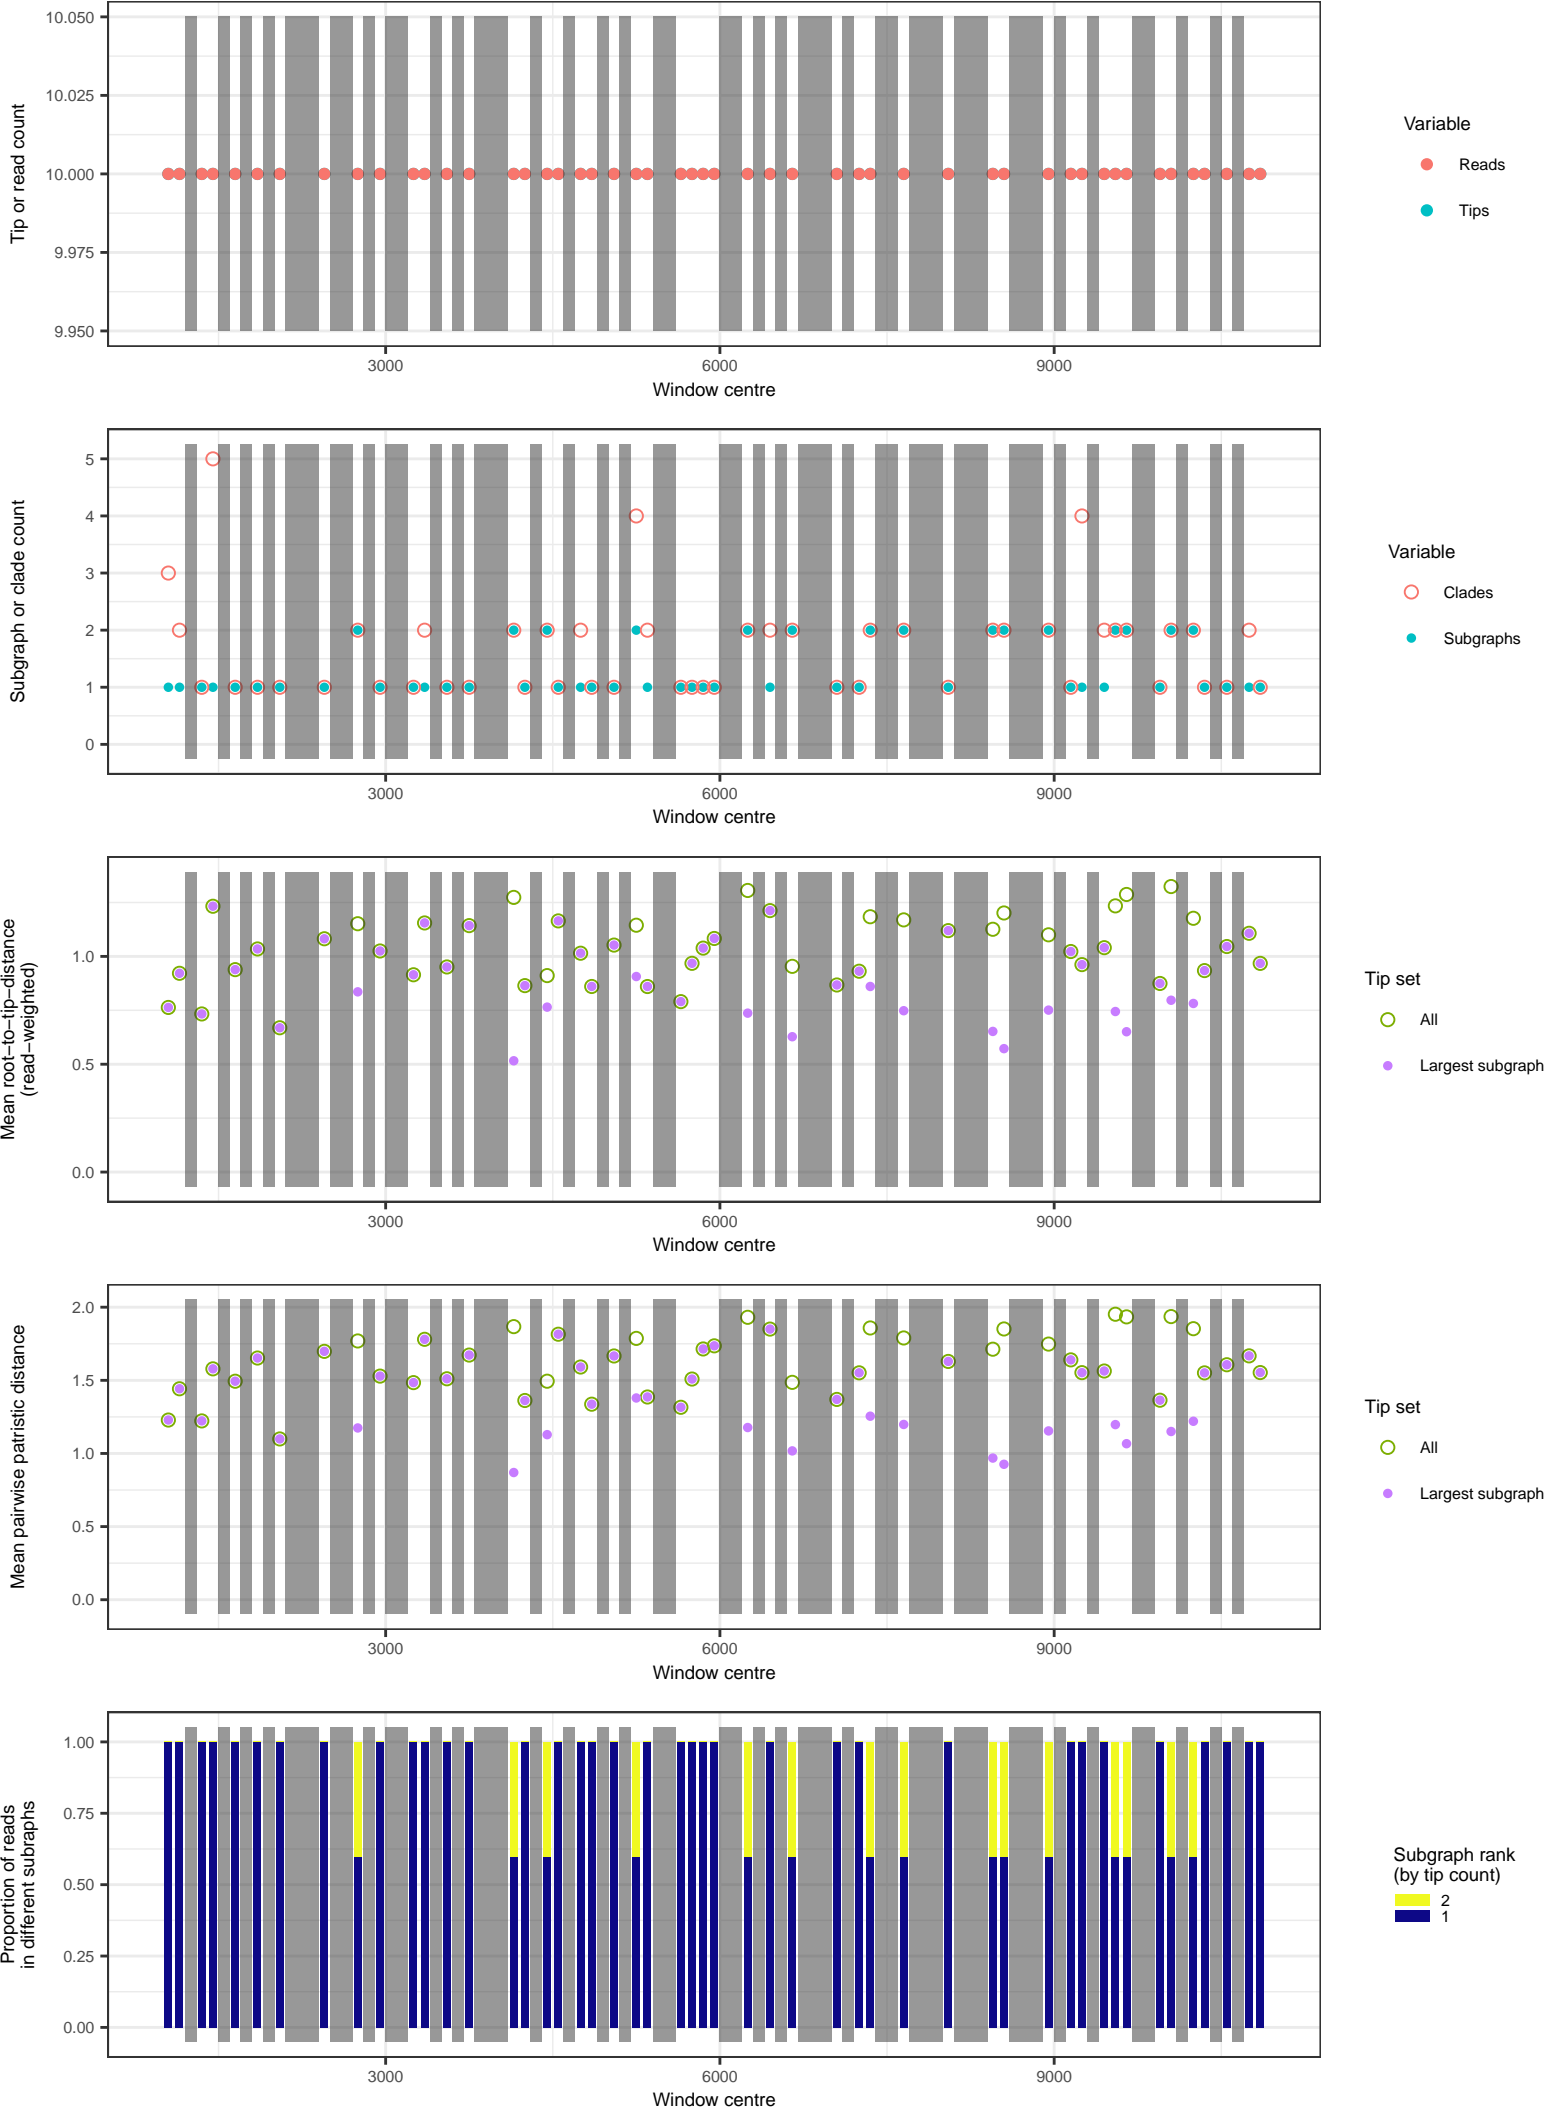 10.050
10.025
10.000
9.975
9.950
Tip or read count
3000
6000
9000
Window centre
Variable
Reads
Tips
5
4
3
2
1
0
Subgraph or clade count
3000
6000
9000
Window centre
Variable
Clades
Subgraphs
1.0
0.5
0.0
Mean root−to−tip−distance
(read−weighted)
3000
6000
9000
Window centre
Tip set
All
Largest subgraph
2.0
1.5
1.0
0.5
0.0
Mean pairwise patristic distance
3000
6000
9000
Window centre
Tip set
All
Largest subgraph
1.00
0.75
0.50
0.25
0.00
Proportion of reads
in different subraphs
3000
6000
9000
Window centre
Subgraph rank
(by tip count)
2
1